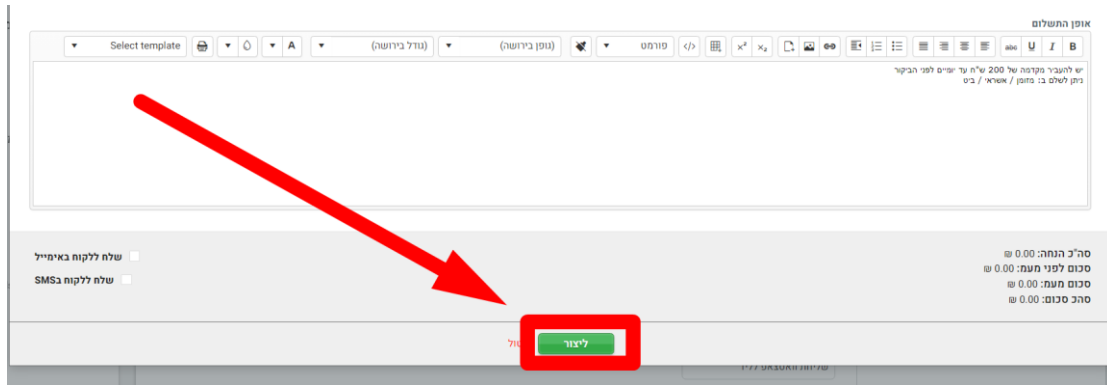 אופן התשלום
B I U abc פורמט (גופן בירושה) (גודל בירושה) A Select template
יש להעביר מקדמה של 200 ש"ח עד יומיים לפני הביקור
ניתן לשלם ב: מזומן / אשראי / ביט
סה"כ הנחה: 0.00 ₪
סכום לפני מעמ: 0.00 ₪
סכום מעמ: 0.00 ₪
סהכ סכום: 0.00 ₪
שלח ללקוח באימייל
שלח ללקוח בSMS
ליצור